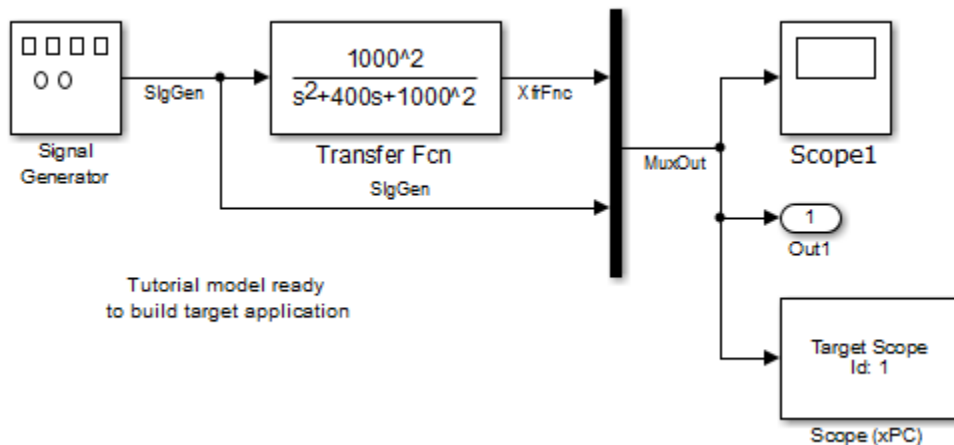 Signal
Generator
SigGen
1000^2
s²+400s+1000^2
Transfer Fcn
XfrFnc
SigGen
MuxOut
Scope1
1
Out1
Target Scope
Id: 1
Scope (xPC)
Tutorial model ready
to build target application